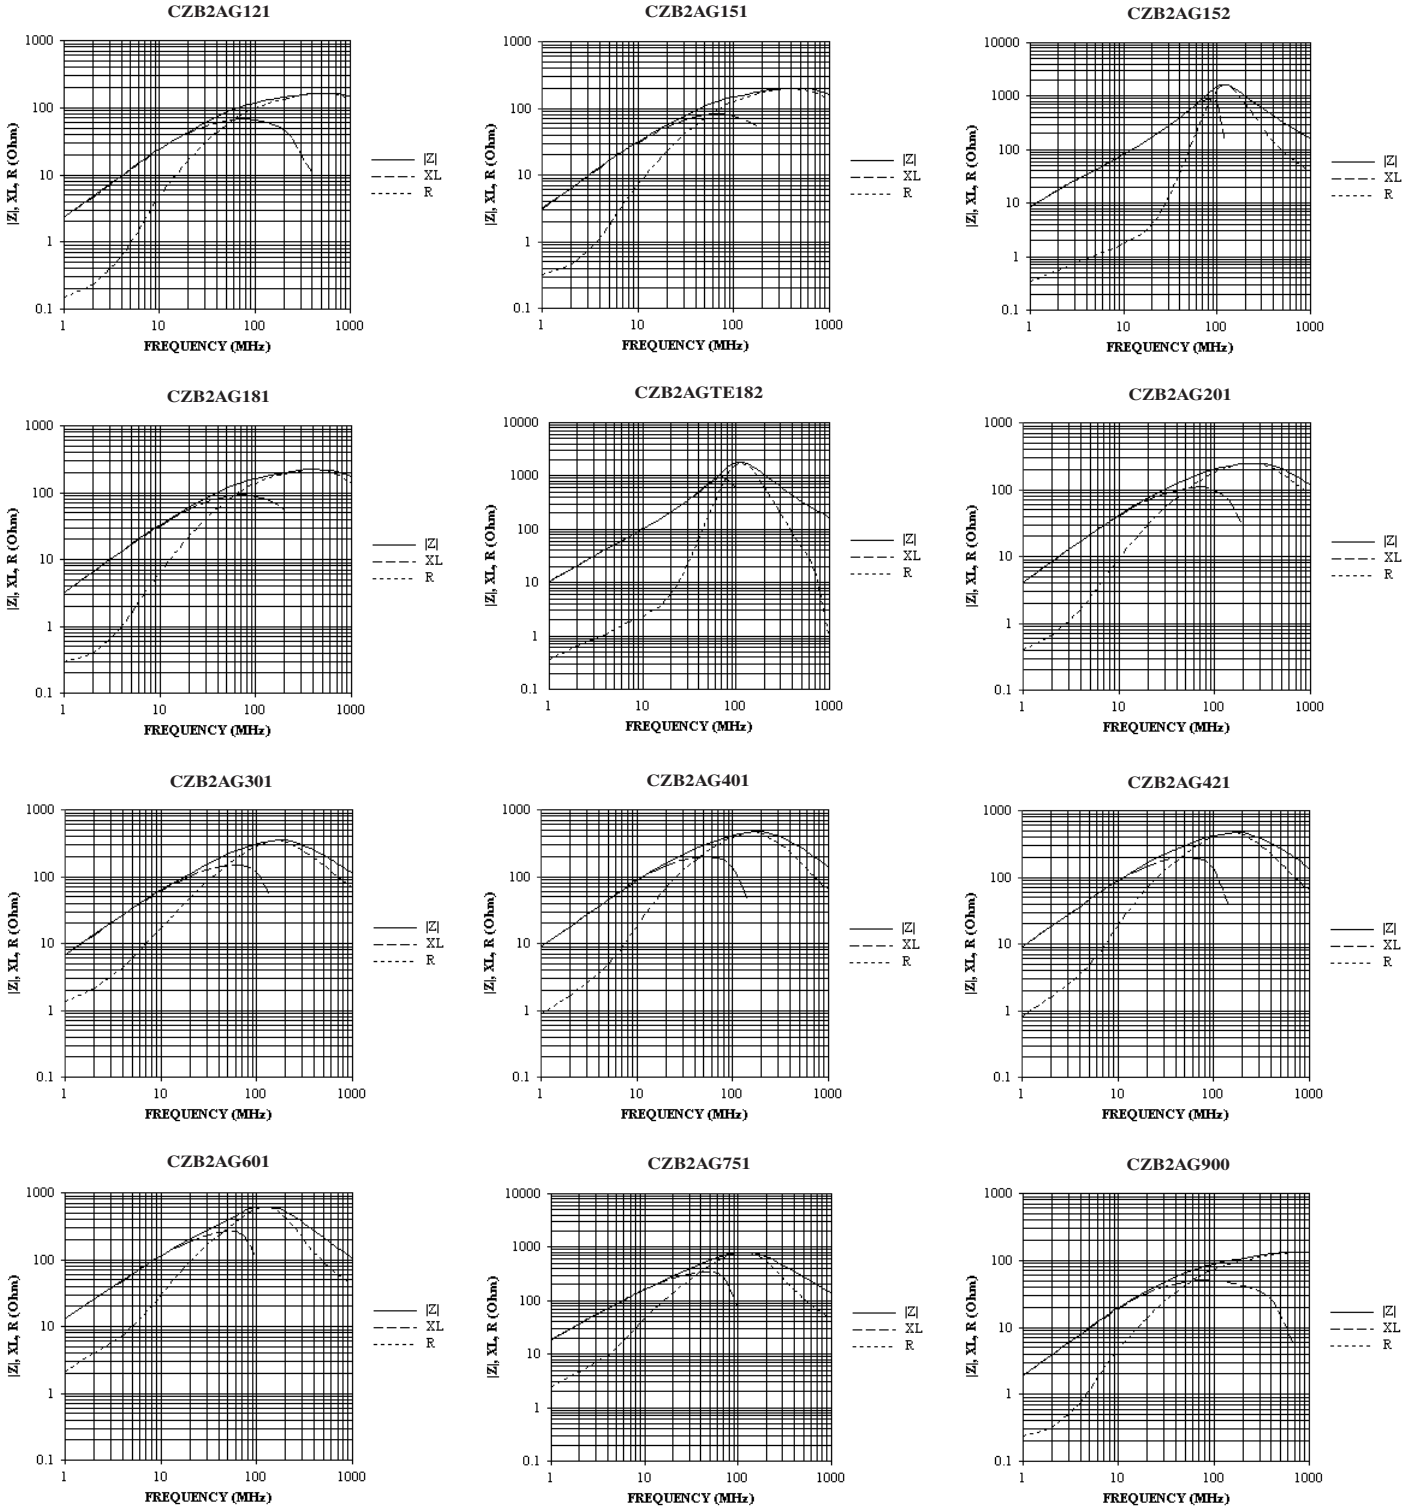 CZB2AG121
1000
100
10
1
0.1
|Z|, XL, R (Ohm)
1 10 100 1000
FREQUENCY (MHz)
|Z|
XL
R
CZB2AG151
1000
100
10
1
0.1
|Z|, XL, R (Ohm)
1 10 100 1000
FREQUENCY (MHz)
|Z|
XL
R
CZB2AG152
10000
1000
100
10
1
0.1
|Z|, XL, R (Ohm)
1 10 100 1000
FREQUENCY (MHz)
|Z|
XL
R
CZB2AG181
1000
100
10
1
0.1
|Z|, XL, R (Ohm)
1 10 100 1000
FREQUENCY (MHz)
|Z|
XL
R
CZB2AGTE182
10000
1000
100
10
1
0.1
|Z|, XL, R (Ohm)
1 10 100 1000
FREQUENCY (MHz)
|Z|
XL
R
CZB2AG201
1000
100
10
1
0.1
|Z|, XL, R (Ohm)
1 10 100 1000
FREQUENCY (MHz)
|Z|
XL
R
CZB2AG301
1000
100
10
1
0.1
|Z|, XL, R (Ohm)
1 10 100 1000
FREQUENCY (MHz)
|Z|
XL
R
CZB2AG401
1000
100
10
1
0.1
|Z|, XL, R (Ohm)
1 10 100 1000
FREQUENCY (MHz)
|Z|
XL
R
CZB2AG421
1000
100
10
1
0.1
|Z|, XL, R (Ohm)
1 10 100 1000
FREQUENCY (MHz)
|Z|
XL
R
CZB2AG601
1000
100
10
1
0.1
|Z|, XL, R (Ohm)
1 10 100 1000
FREQUENCY (MHz)
|Z|
XL
R
CZB2AG751
10000
1000
100
10
1
0.1
|Z|, XL, R (Ohm)
1 10 100 1000
FREQUENCY (MHz)
|Z|
XL
R
CZB2AG900
1000
100
10
1
0.1
|Z|, XL, R (Ohm)
1 10 100 1000
FREQUENCY (MHz)
|Z|
XL
R